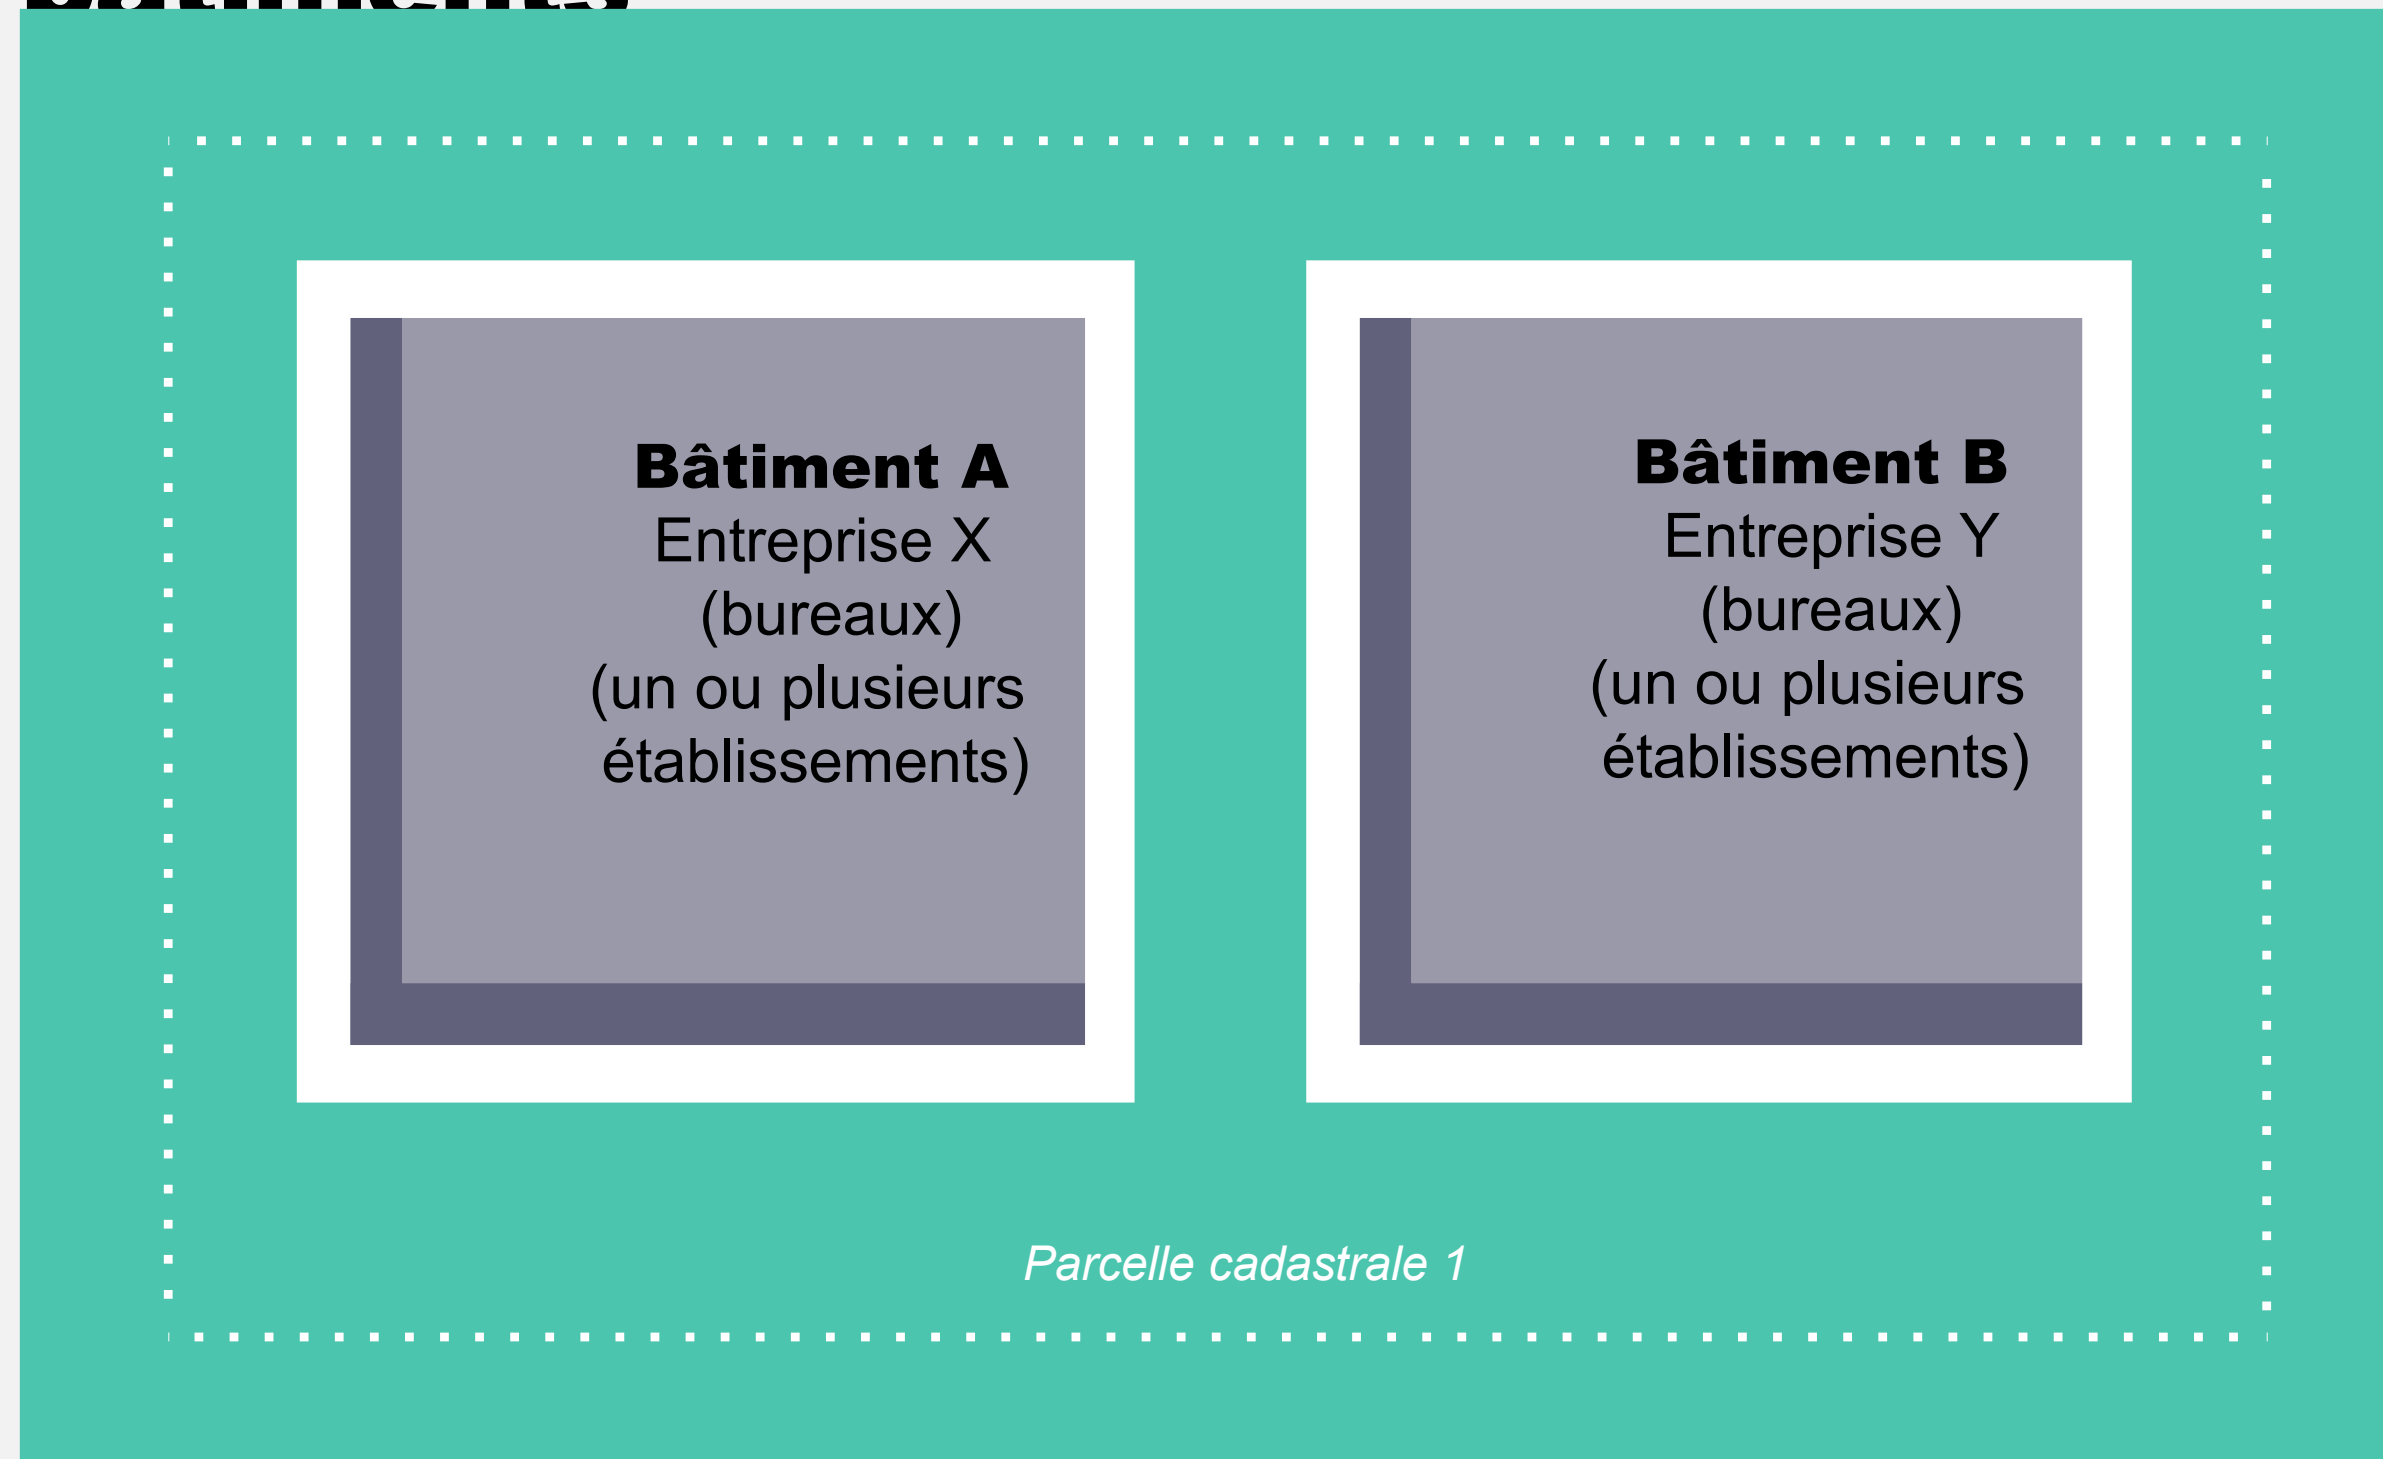 Bâtiment A
Entreprise X
(bureaux)
(un ou plusieurs
établissements)
Bâtiment B
Entreprise Y
(bureaux)
(un ou plusieurs
établissements)
Parcelle cadastrale 1